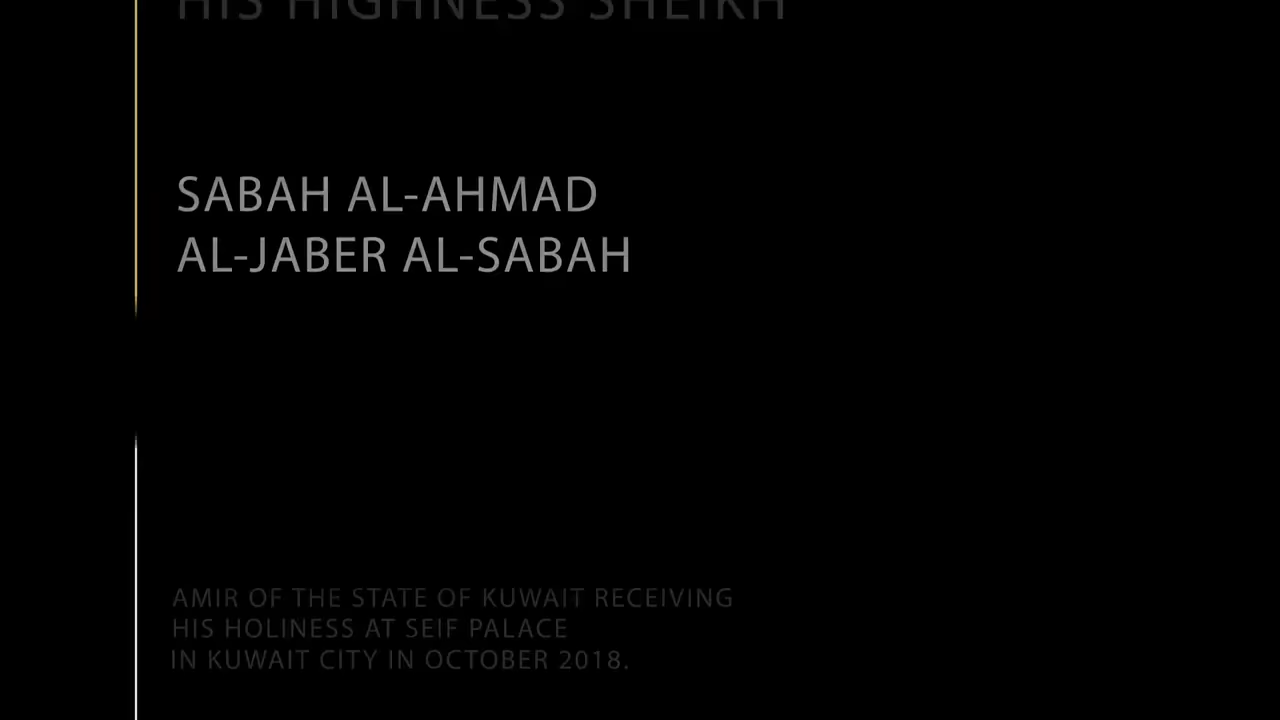 HIS HIGHNESS SHEIKH
SABAH AL-AHMAD
AL-JABER AL-SABAH
AMIR OF THE STATE OF KUWAIT RECEIVING
HIS HOLINESS AT SEIF PALACE
IN KUWAIT CITY IN OCTOBER 2018.